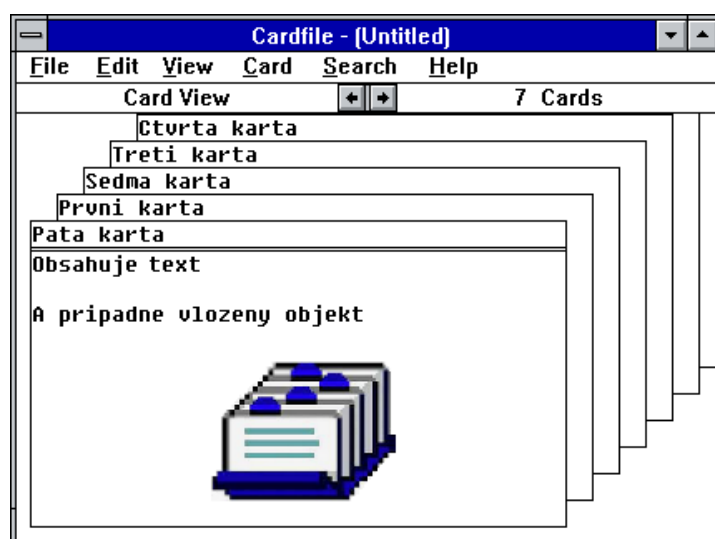 Cardfile - (Untitled)
File Edit View Card Search Help
Card View 7 Cards
Ctvrta karta
Treti karta
Sedma karta
Prvni karta
Pata karta
Obsahuje text
A pripadne vlozeny objekt